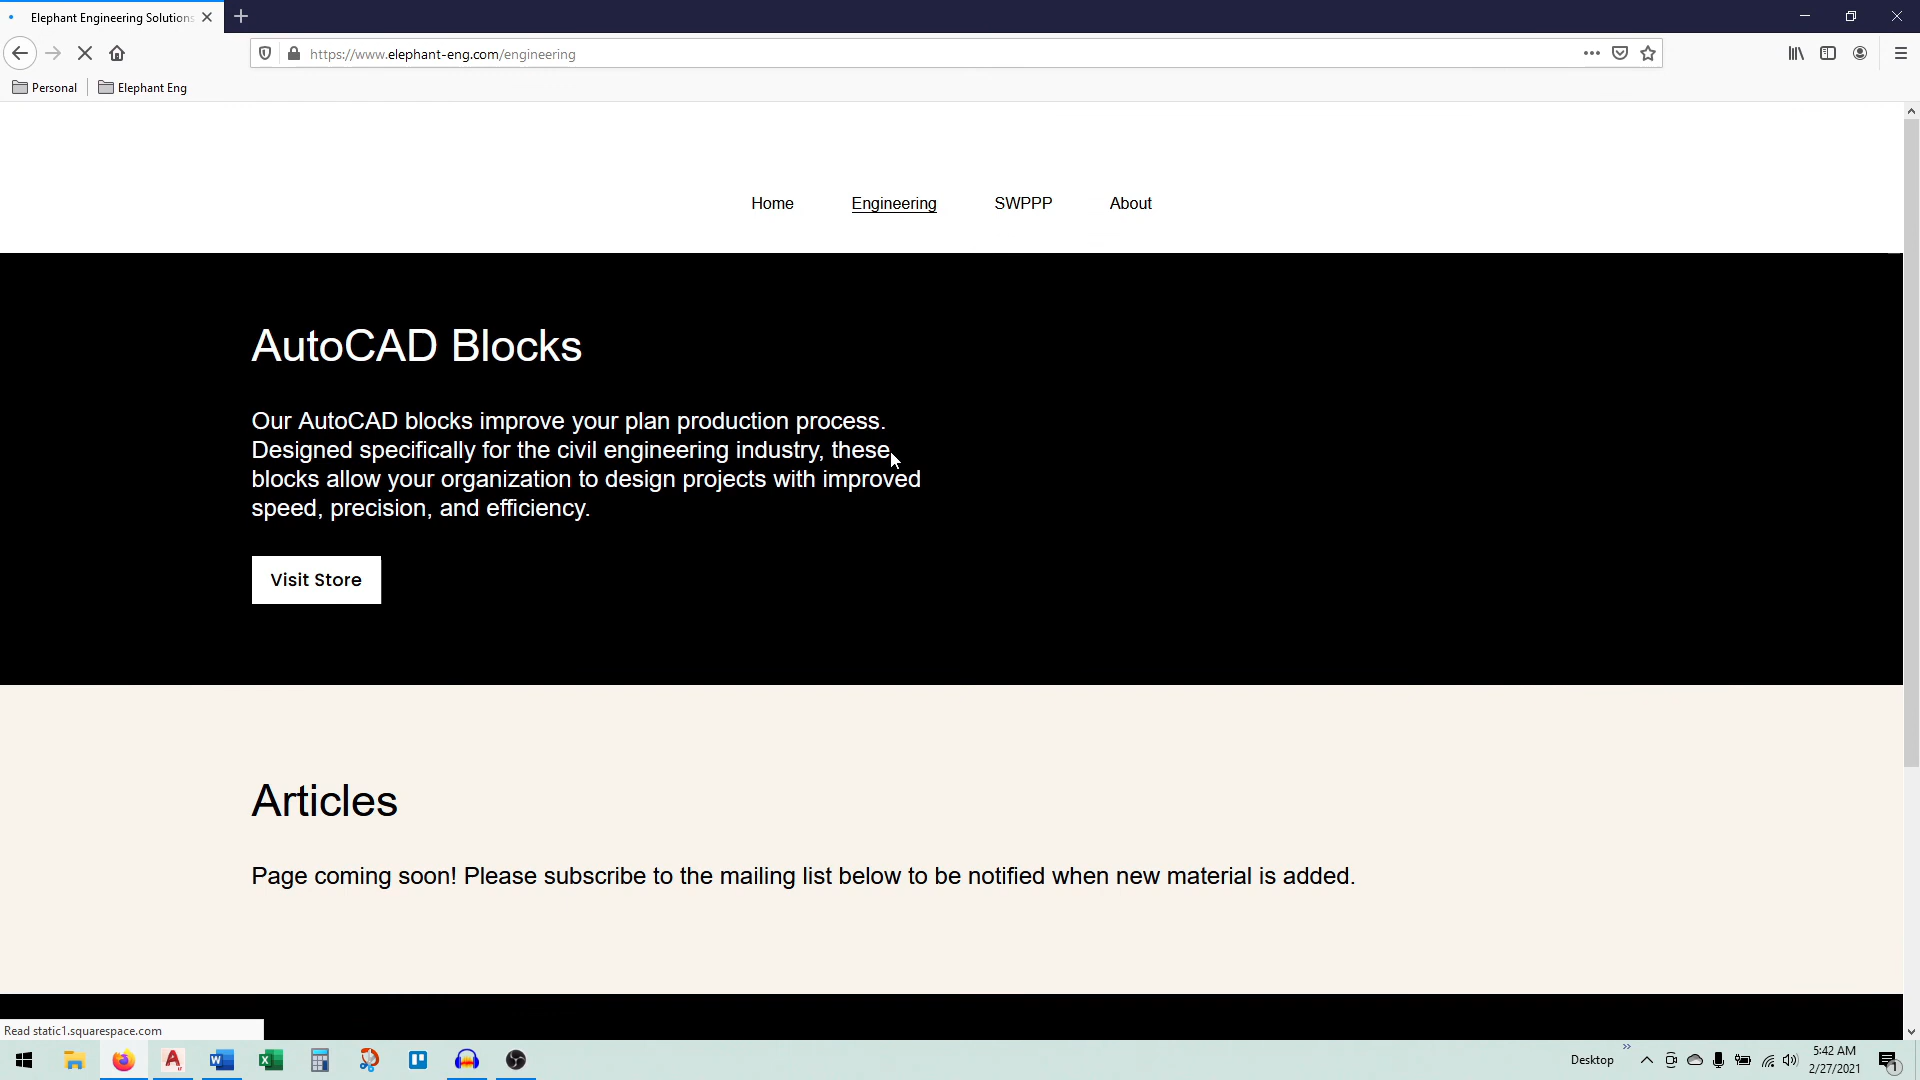 Elephant Engineering Solutions
https://www.elephant-eng.com/engineering
Personal
Elephant Eng
Home
Engineering
SWPPP
About
AutoCAD Blocks
Our AutoCAD blocks improve your plan production process.
Designed specifically for the civil engineering industry, these
blocks allow your organization to design projects with improved
speed, precision, and efficiency.
Visit Store
Articles
Page coming soon! Please subscribe to the mailing list below to be notified when new material is added.
Read static1.squarespace.com
Desktop
5:42 AM
2/27/2021
1